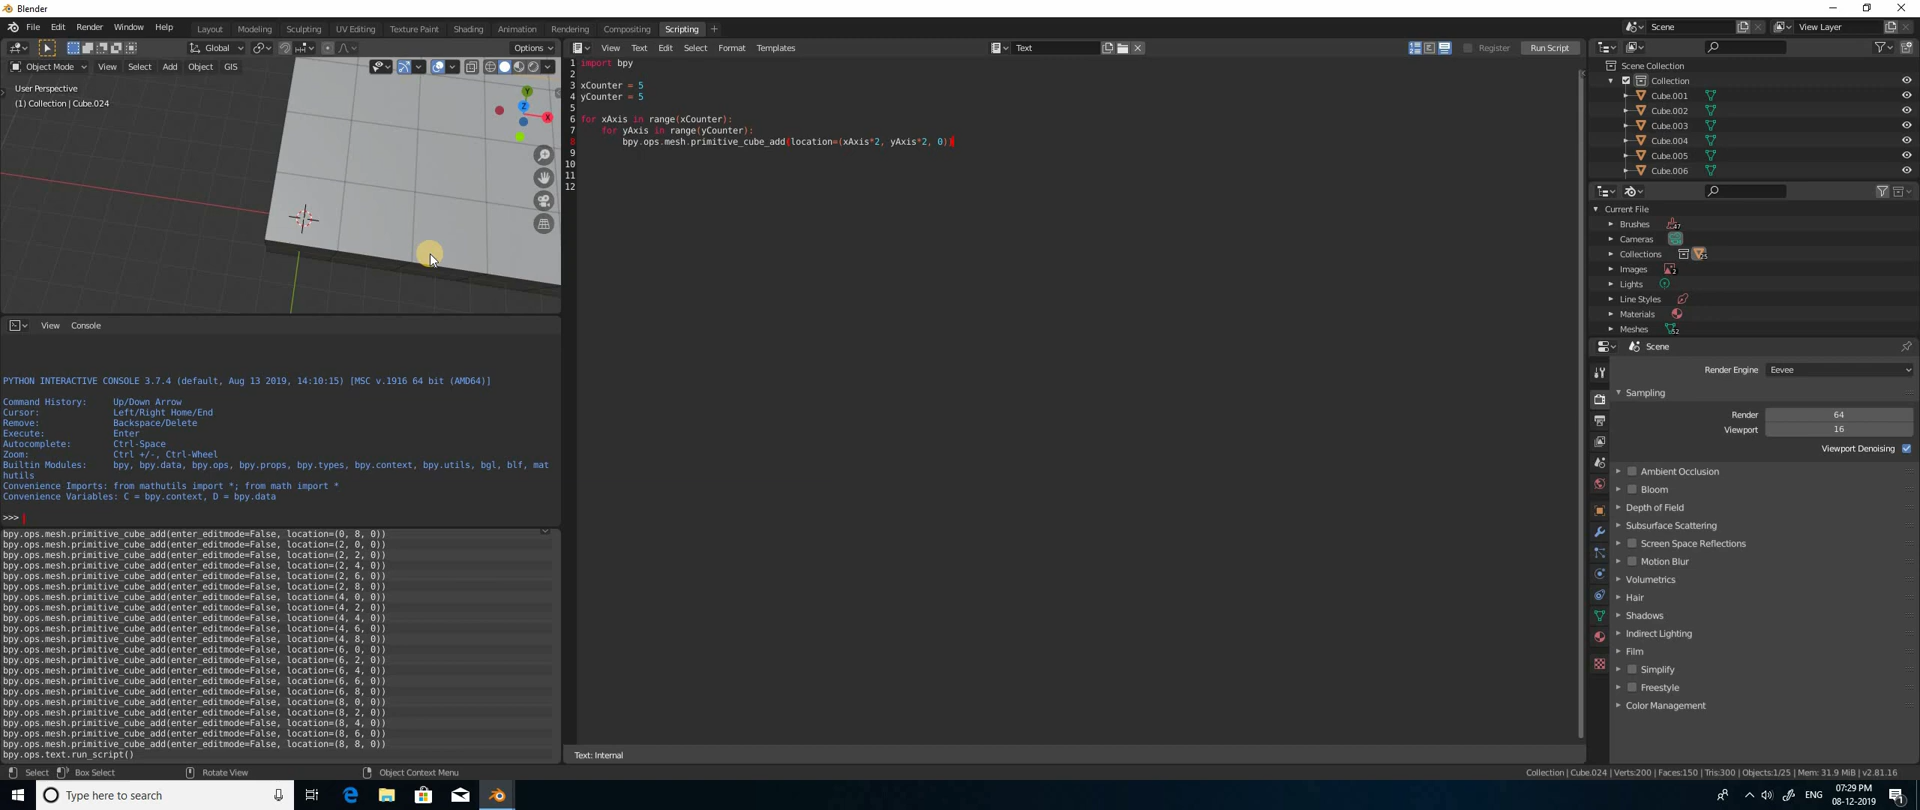 Blender
File Edit Render Window Help
Layout Modeling Sculpting UV Editing Texture Paint Shading Animation Rendering Compositing Scripting +
Scene
View Layer
Global
Options
Object Mode View Select Add Object GIS
User Perspective
(1) Collection | Cube.024
Y
Z
X
View Text Edit Select Format Templates
Text
Register
Run Script
1 import bpy
2
3 xCounter = 5
4 yCounter = 5
5
6 for xAxis in range(xCounter):
7 for yAxis in range(yCounter):
8 bpy.ops.mesh.primitive_cube_add(location=(xAxis*2, yAxis*2, 0))
9
10
11
12
Text: Internal
View Console
PYTHON INTERACTIVE CONSOLE 3.7.4 (default, Aug 13 2019, 14:10:15) [MSC v.1916 64 bit (AMD64)]
Command History: Up/Down Arrow
Cursor: Left/Right Home/End
Remove: Backspace/Delete
Execute: Enter
Autocomplete: Ctrl-Space
Zoom: Ctrl +/-, Ctrl-Wheel
Builtin Modules: bpy, bpy.data, bpy.ops, bpy.props, bpy.types, bpy.context, bpy.utils, bgl, blf, mat
hutils
Convenience Imports: from mathutils import *; from math import *
Convenience Variables: C = bpy.context, D = bpy.data
>>>
bpy.ops.mesh.primitive_cube_add(enter_editmode=False, location=(0, 8, 0))
bpy.ops.mesh.primitive_cube_add(enter_editmode=False, location=(2, 0, 0))
bpy.ops.mesh.primitive_cube_add(enter_editmode=False, location=(2, 2, 0))
bpy.ops.mesh.primitive_cube_add(enter_editmode=False, location=(2, 4, 0))
bpy.ops.mesh.primitive_cube_add(enter_editmode=False, location=(2, 6, 0))
bpy.ops.mesh.primitive_cube_add(enter_editmode=False, location=(2, 8, 0))
bpy.ops.mesh.primitive_cube_add(enter_editmode=False, location=(4, 0, 0))
bpy.ops.mesh.primitive_cube_add(enter_editmode=False, location=(4, 2, 0))
bpy.ops.mesh.primitive_cube_add(enter_editmode=False, location=(4, 4, 0))
bpy.ops.mesh.primitive_cube_add(enter_editmode=False, location=(4, 6, 0))
bpy.ops.mesh.primitive_cube_add(enter_editmode=False, location=(4, 8, 0))
bpy.ops.mesh.primitive_cube_add(enter_editmode=False, location=(6, 0, 0))
bpy.ops.mesh.primitive_cube_add(enter_editmode=False, location=(6, 2, 0))
bpy.ops.mesh.primitive_cube_add(enter_editmode=False, location=(6, 4, 0))
bpy.ops.mesh.primitive_cube_add(enter_editmode=False, location=(6, 6, 0))
bpy.ops.mesh.primitive_cube_add(enter_editmode=False, location=(6, 8, 0))
bpy.ops.mesh.primitive_cube_add(enter_editmode=False, location=(8, 0, 0))
bpy.ops.mesh.primitive_cube_add(enter_editmode=False, location=(8, 2, 0))
bpy.ops.mesh.primitive_cube_add(enter_editmode=False, location=(8, 4, 0))
bpy.ops.mesh.primitive_cube_add(enter_editmode=False, location=(8, 6, 0))
bpy.ops.mesh.primitive_cube_add(enter_editmode=False, location=(8, 8, 0))
bpy.ops.text.run_script()
Scene Collection
Collection
Cube.001
Cube.002
Cube.003
Cube.004
Cube.005
Cube.006
Current File
Brushes 47
Cameras
Collections 25
Images 2
Lights
Line Styles
Materials
Meshes 52
Scene
Render Engine Eevee
Sampling
Render 64
Viewport 16
Viewport Denoising
Ambient Occlusion
Bloom
Depth of Field
Subsurface Scattering
Screen Space Reflections
Motion Blur
Volumetrics
Hair
Shadows
Indirect Lighting
Film
Simplify
Freestyle
Color Management
Select Box Select Rotate View Object Context Menu
Collection | Cube.024 | Verts:200 | Faces:150 | Tris:300 | Objects:1/25 | Mem: 31.9 MiB | v2.81.16
Type here to search
ENG
07:29 PM
08-12-2019
1